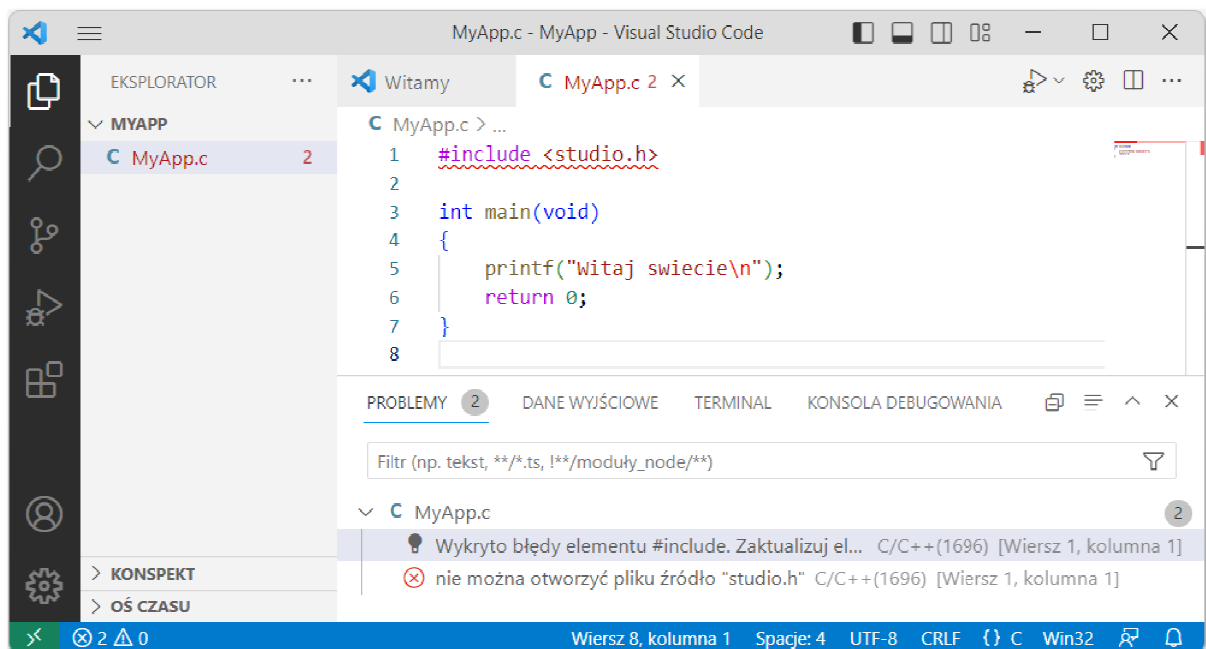 MyApp.c - MyApp - Visual Studio Code
EKSPLORATOR
MYAPP
C MyApp.c 2
KONSPEKT
OŚ CZASU
Witamy
C MyApp.c 2
C MyApp.c > ...
1 #include <studio.h>
2
3 int main(void)
4 {
5 printf("Witaj swiecie\n");
6 return 0;
7 }
8
PROBLEMY 2 DANE WYJŚCIOWE TERMINAL KONSOLA DEBUGOWANIA
Filtr (np. tekst, **/*.ts, !**/moduły_node/**)
C MyApp.c 2
Wykryto błędy elementu #include. Zaktualizuj el... C/C++(1696) [Wiersz 1, kolumna 1]
nie można otworzyć pliku źródło "studio.h" C/C++(1696) [Wiersz 1, kolumna 1]
2 0 Wiersz 8, kolumna 1 Spacje: 4 UTF-8 CRLF {} C Win32